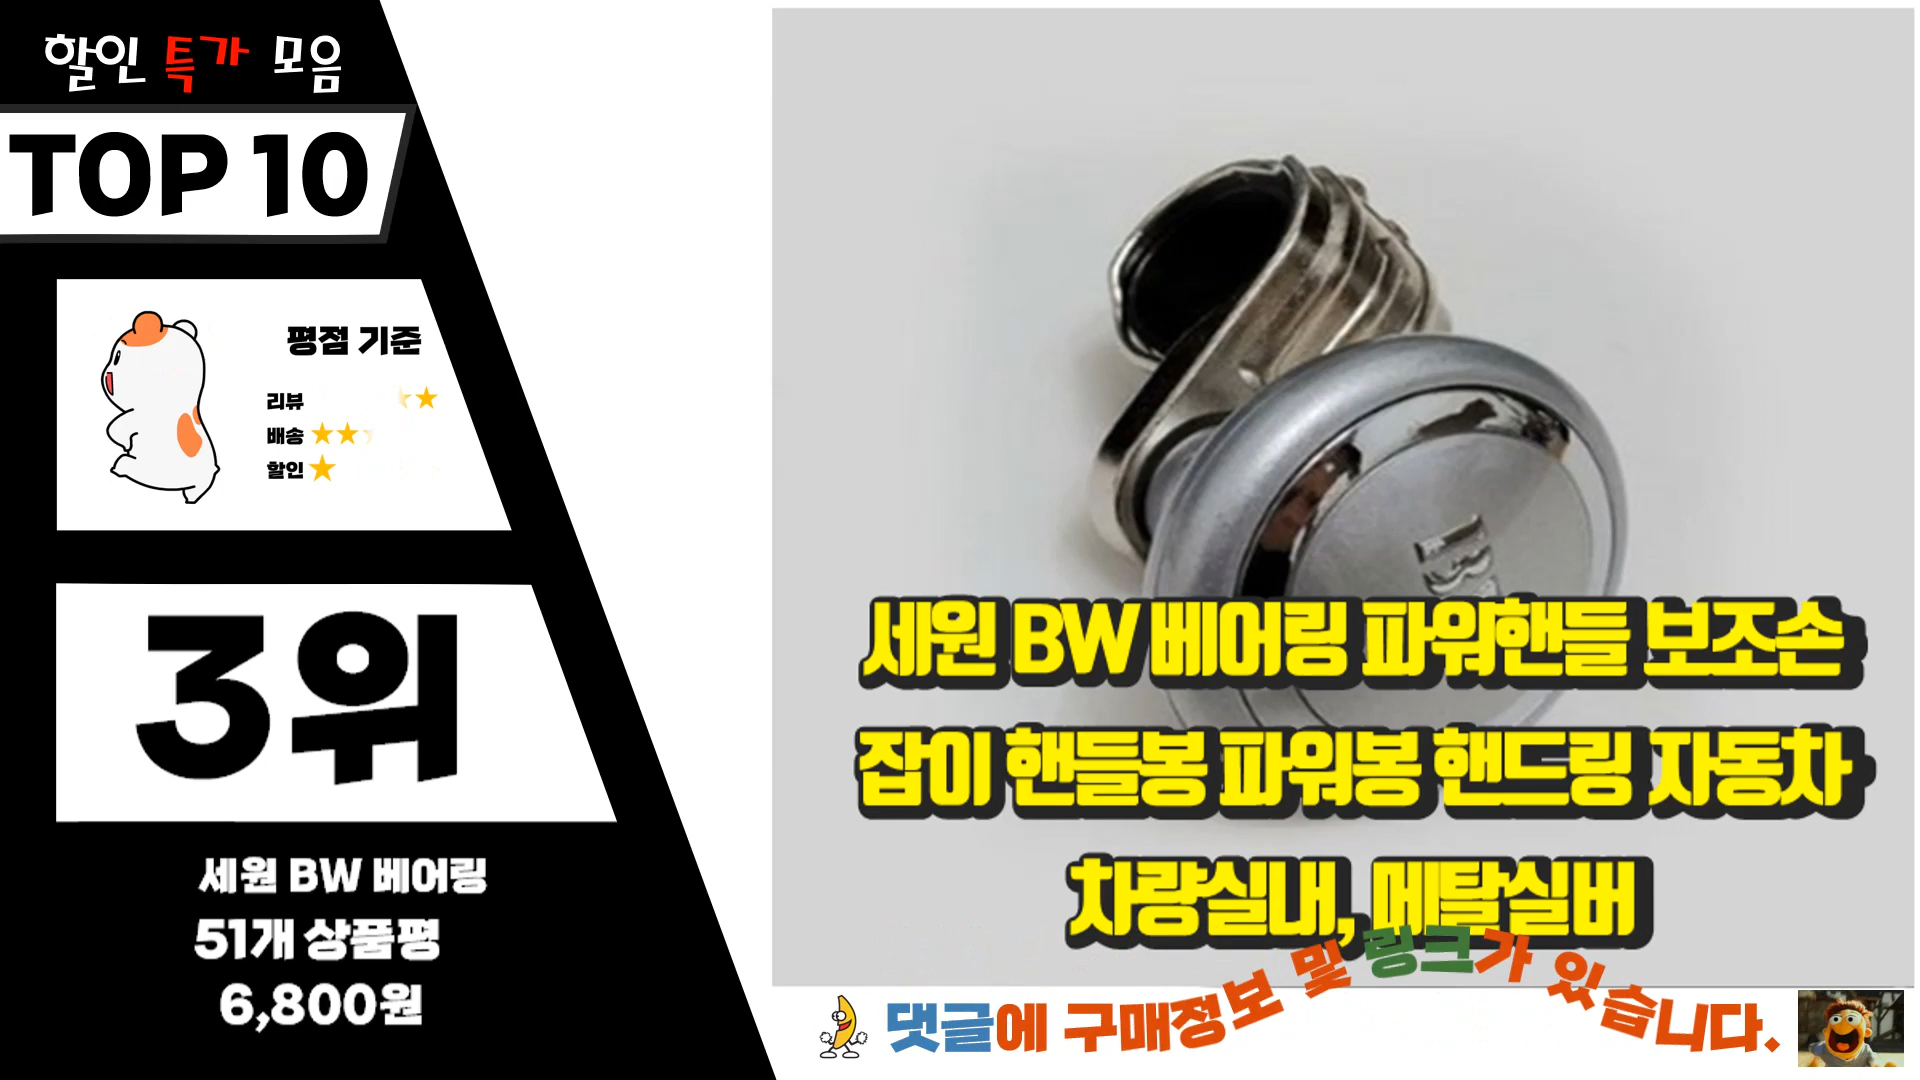 할인 특가 모음
TOP 10
평점 기준
리뷰
배송
할인
3위
세원 BW 베어링
51개 상품평
6,800원
세원 BW 베어링 파워핸들 보조손
잡이 핸들봉 파워봉 핸드링 자동차
차량실내, 메탈실버
댓글에 구매정보 및 링크가 있습니다.